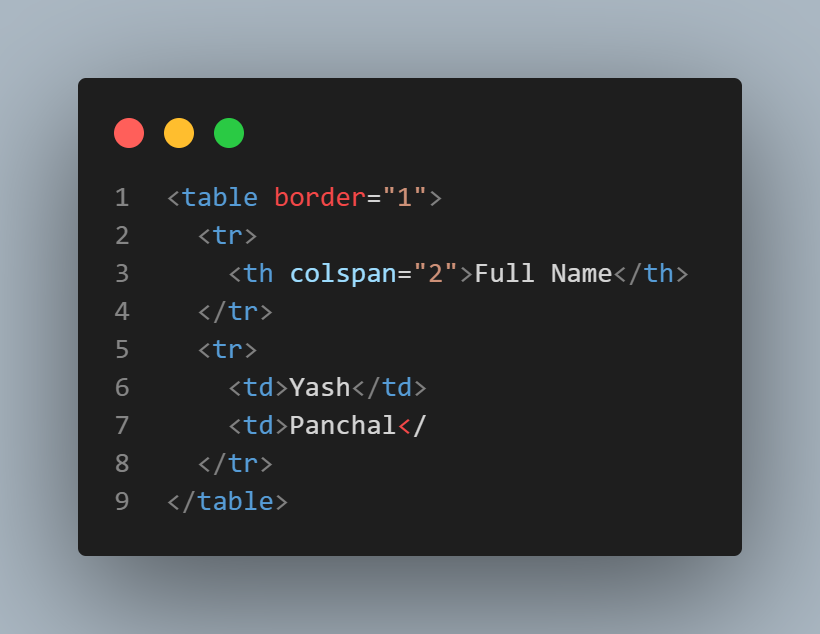 1 <table border="1">
2   <tr>
3     <th colspan="2">Full Name</th>
4   </tr>
5   <tr>
6     <td>Yash</td>
7     <td>Panchal</
8   </tr>
9 </table>